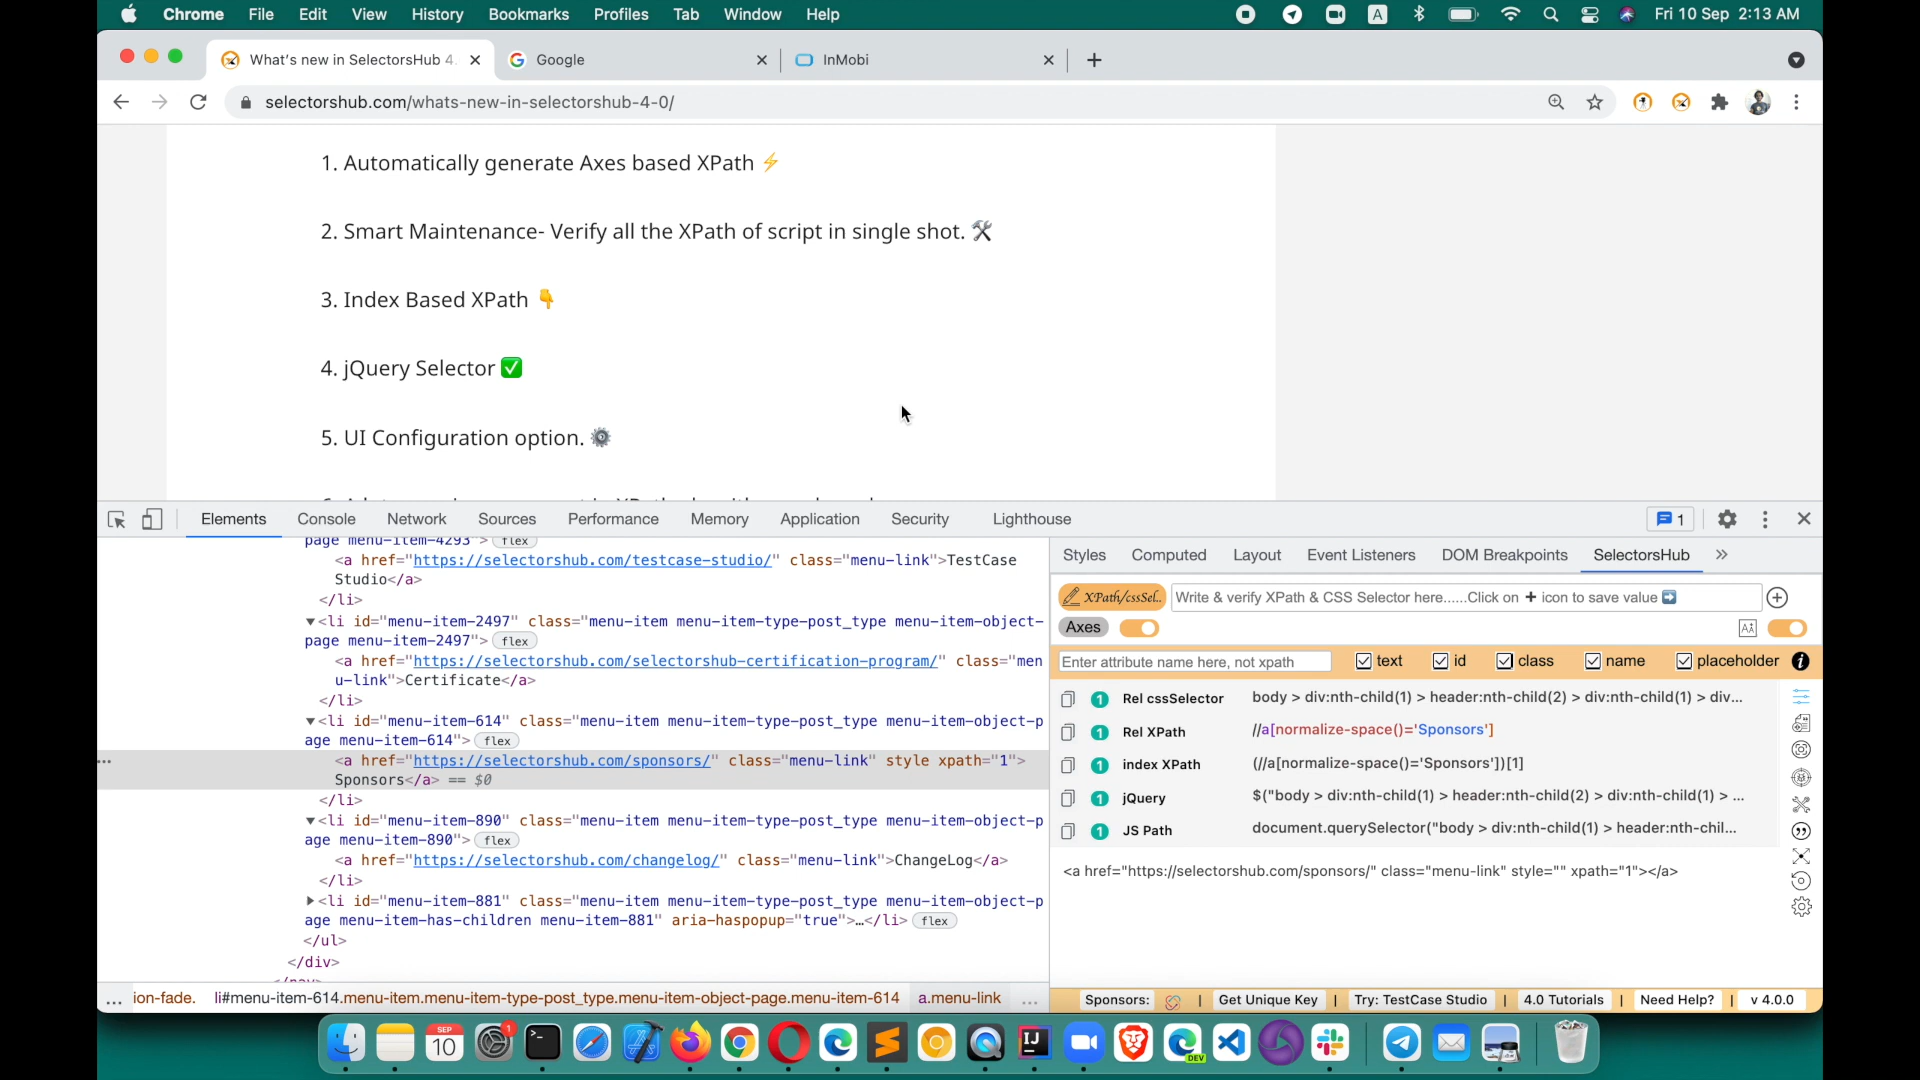 Chrome File Edit View History Bookmarks Profiles Tab Window Help A Fri 10 Sep 2:13 AM
What's new in SelectorsHub 4. Google InMobi
selectorshub.com/whats-new-in-selectorshub-4-0/
1. Automatically generate Axes based XPath ⚡
2. Smart Maintenance- Verify all the XPath of script in single shot. 🛠
3. Index Based XPath 👇
4. jQuery Selector ✅
5. UI Configuration option. ⚙
Elements Console Network Sources Performance Memory Application Security Lighthouse 1
page menu-item-4293"> flex
<a href="https://selectorshub.com/testcase-studio/" class="menu-link">TestCase
Studio</a>
</li>
▼<li id="menu-item-2497" class="menu-item menu-item-type-post_type menu-item-object-
page menu-item-2497"> flex
<a href="https://selectorshub.com/selectorshub-certification-program/" class="men
u-link">Certificate</a>
</li>
▼<li id="menu-item-614" class="menu-item menu-item-type-post_type menu-item-object-p
age menu-item-614"> flex
<a href="https://selectorshub.com/sponsors/" class="menu-link" style xpath="1">
Sponsors</a> == $0
</li>
▼<li id="menu-item-890" class="menu-item menu-item-type-post_type menu-item-object-p
age menu-item-890"> flex
<a href="https://selectorshub.com/changelog/" class="menu-link">ChangeLog</a>
</li>
▶<li id="menu-item-881" class="menu-item menu-item-type-post_type menu-item-object-p
age menu-item-has-children menu-item-881" aria-haspopup="true">…</li> flex
</ul>
</div>
... ion-fade. li#menu-item-614.menu-item.menu-item-type-post_type.menu-item-object-page.menu-item-614 a.menu-link ...
Styles Computed Layout Event Listeners DOM Breakpoints SelectorsHub »
XPath/cssSel.. Write & verify XPath & CSS Selector here......Click on + icon to save value ➡
Axes
Enter attribute name here, not xpath text id class name placeholder i
1 Rel cssSelector body > div:nth-child(1) > header:nth-child(2) > div:nth-child(1) > div...
1 Rel XPath //a[normalize-space()='Sponsors']
1 index XPath (//a[normalize-space()='Sponsors'])[1]
1 jQuery $("body > div:nth-child(1) > header:nth-child(2) > div:nth-child(1) > ...
1 JS Path document.querySelector("body > div:nth-child(1) > header:nth-chil...
<a href="https://selectorshub.com/sponsors/" class="menu-link" style="" xpath="1"></a>
Sponsors: | Get Unique Key | Try: TestCase Studio | 4.0 Tutorials | Need Help? | v 4.0.0
SEP
10
1
IJ
DEV